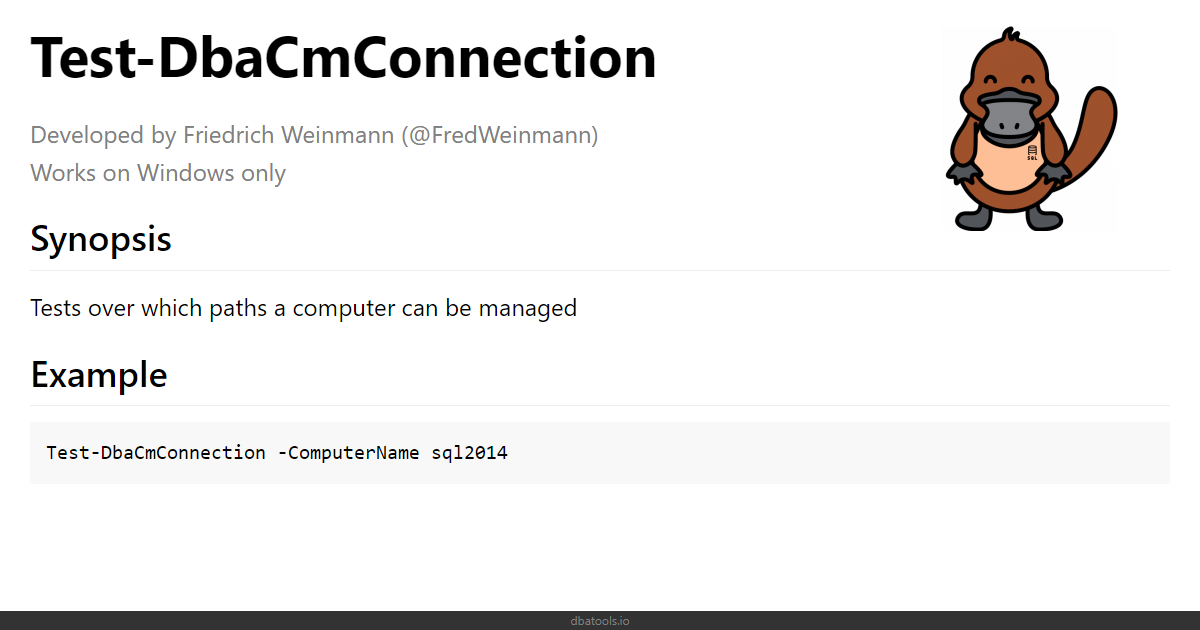 Test-DbaCmConnection
Developed by Friedrich Weinmann (@FredWeinmann)
Works on Windows only
SQL
Synopsis
Tests over which paths a computer can be managed
Example
Test-DbaCmConnection -ComputerName sql2014
dbatools.io